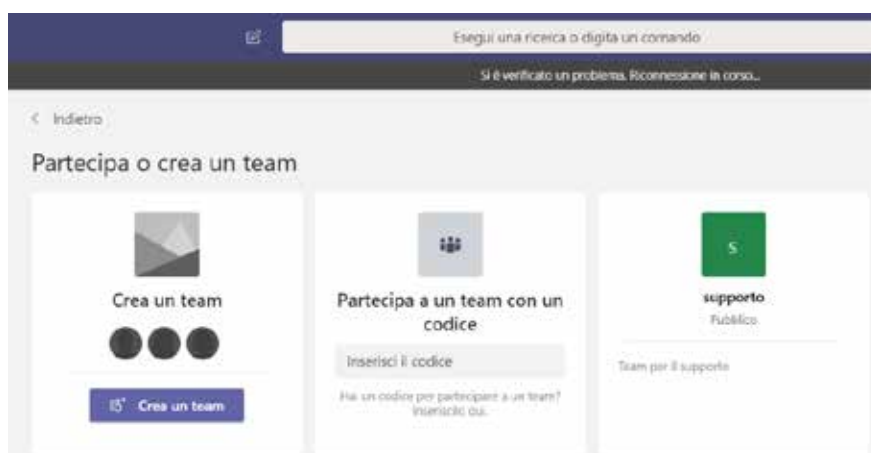 Esegui una ricerca o digita un comando
Si è verificato un problema. Riconnessione in corso...
< Indietro
Partecipa o crea un team
Crea un team
Crea un team
Partecipa a un team con un
codice
Inserisci il codice
Hai un codice per partecipare a un team?
Inseriscilo qui.
S
supporto
Pubblico
Team per il supporto